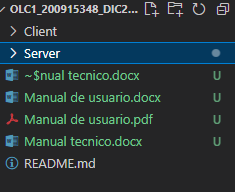 OLC1_200915348_DIC2...
Client
Server
~$nual tecnico.docx U
Manual de usuario.docx U
Manual de usuario.pdf U
Manual tecnico.docx U
README.md